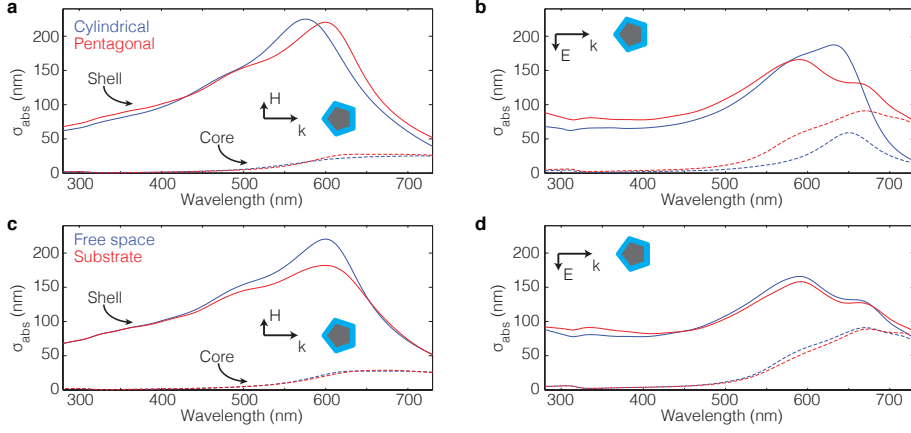 a
Cylindrical
Pentagonal
Shell
Core
H
k
200
150
100
50
0
σabs (nm)
300 400 500 600 700
Wavelength (nm)
b
E
k
200
150
100
50
0
σabs (nm)
300 400 500 600 700
Wavelength (nm)
c
Free space
Substrate
Shell
Core
H
k
200
150
100
50
0
σabs (nm)
300 400 500 600 700
Wavelength (nm)
d
E
k
200
150
100
50
0
σabs (nm)
300 400 500 600 700
Wavelength (nm)